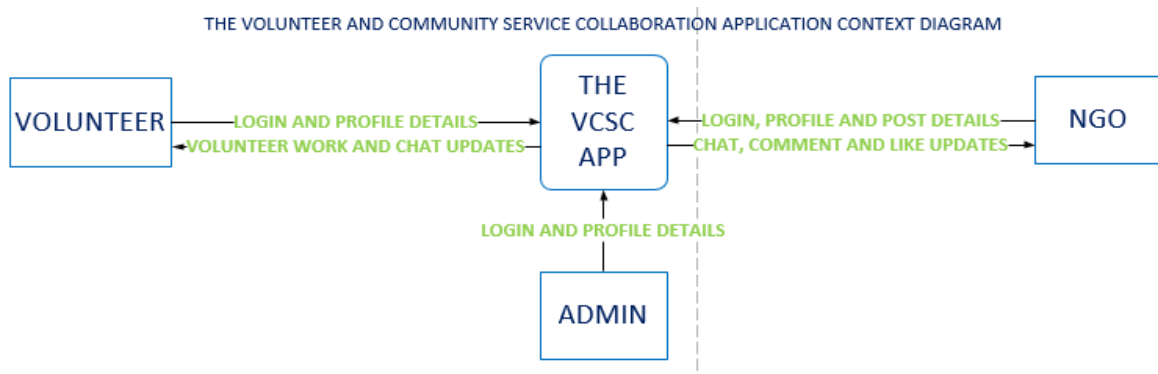 THE VOLUNTEER AND COMMUNITY SERVICE COLLABORATION APPLICATION CONTEXT DIAGRAM
VOLUNTEER
LOGIN AND PROFILE DETAILS
VOLUNTEER WORK AND CHAT UPDATES
THE
VCSC
APP
LOGIN, PROFILE AND POST DETAILS
CHAT, COMMENT AND LIKE UPDATES
NGO
LOGIN AND PROFILE DETAILS
ADMIN